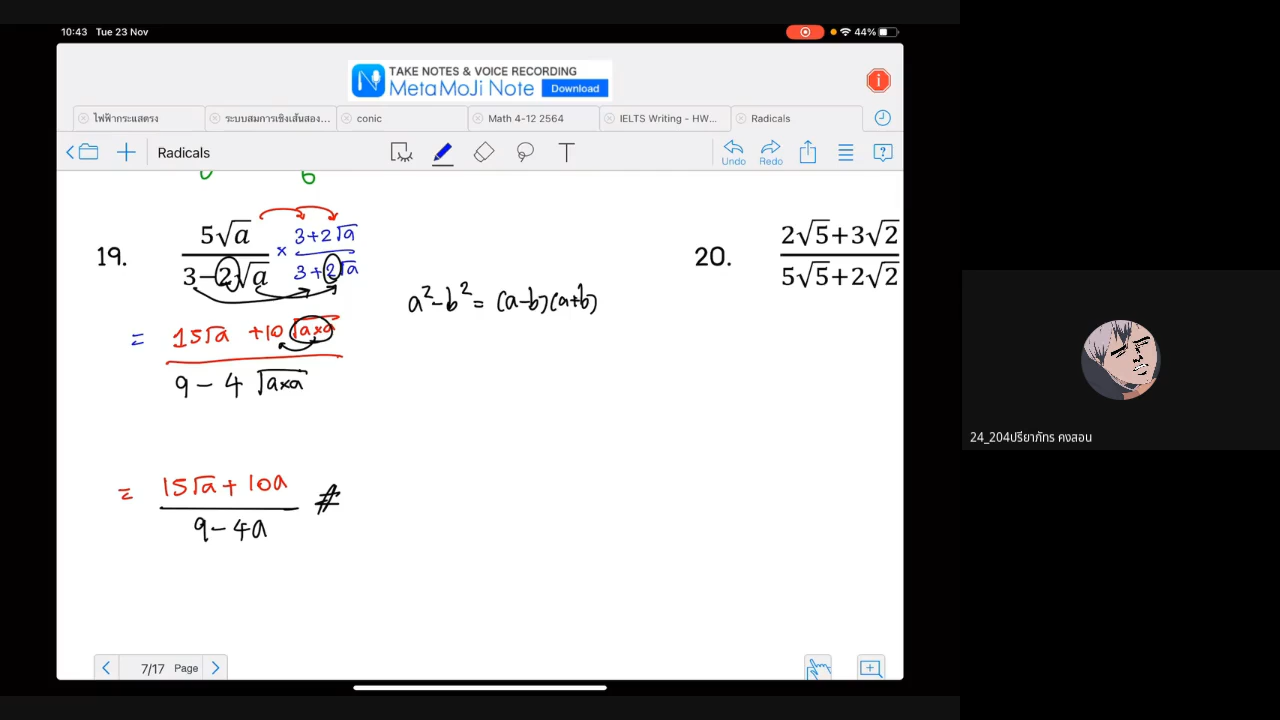 10:43 Tue 23 Nov
44%
TAKE NOTES & VOICE RECORDING
MetaMoJi Note Download
ไฟฟ้ากระแสตรง
ระบบสมการเชิงเส้นสอง...
conic
Math 4-12 2564
IELTS Writing - HW...
Radicals
Radicals
T
Undo
Redo
6
19. 5√a / 3−2√a × 3+2√a / 3+2√a
= 15√a +10√a×a / 9 − 4√a×a
= 15√a + 10a / 9 − 4a #
a² − b² = (a−b)(a+b)
20. 2√5+3√2 / 5√5+2√2
7/17 Page
24_204ปรียาภัทร คงสอน